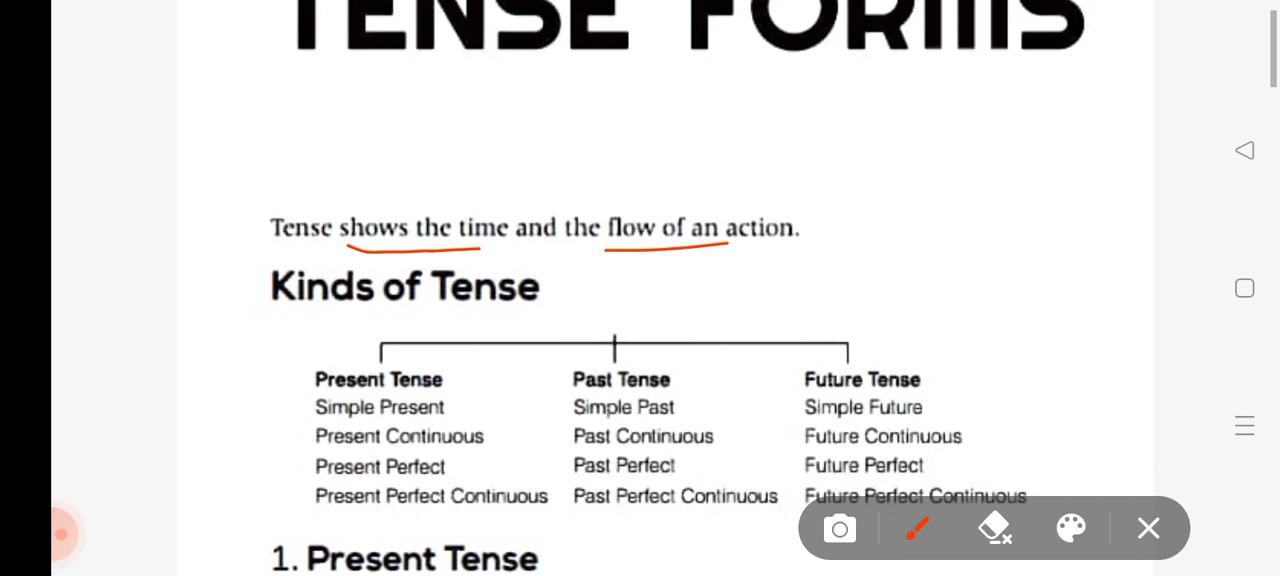 TENSE FORMS
Tense shows the time and the flow of an action.
Kinds of Tense
Present Tense Past Tense Future Tense
Simple Present Simple Past Simple Future
Present Continuous Past Continuous Future Continuous
Present Perfect Past Perfect Future Perfect
Present Perfect Continuous Past Perfect Continuous Future Perfect Continuous
1. Present Tense